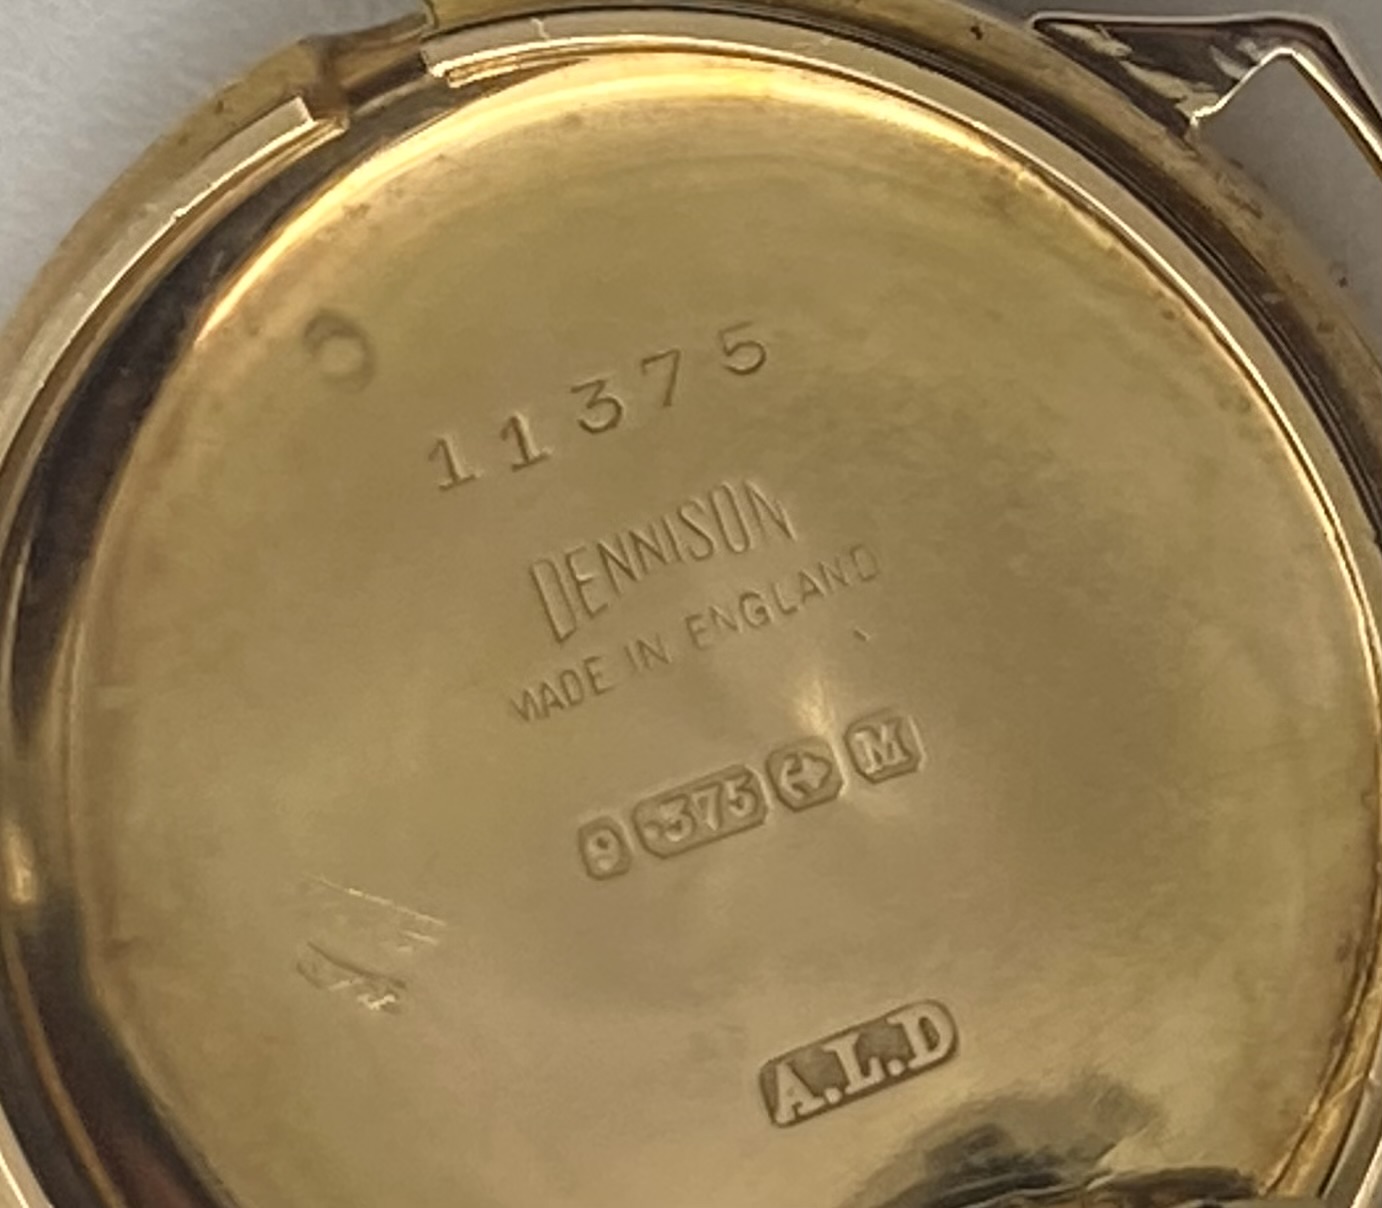 11375
DENNISON
MADE IN ENGLAND
9 .375 M
A.L.D